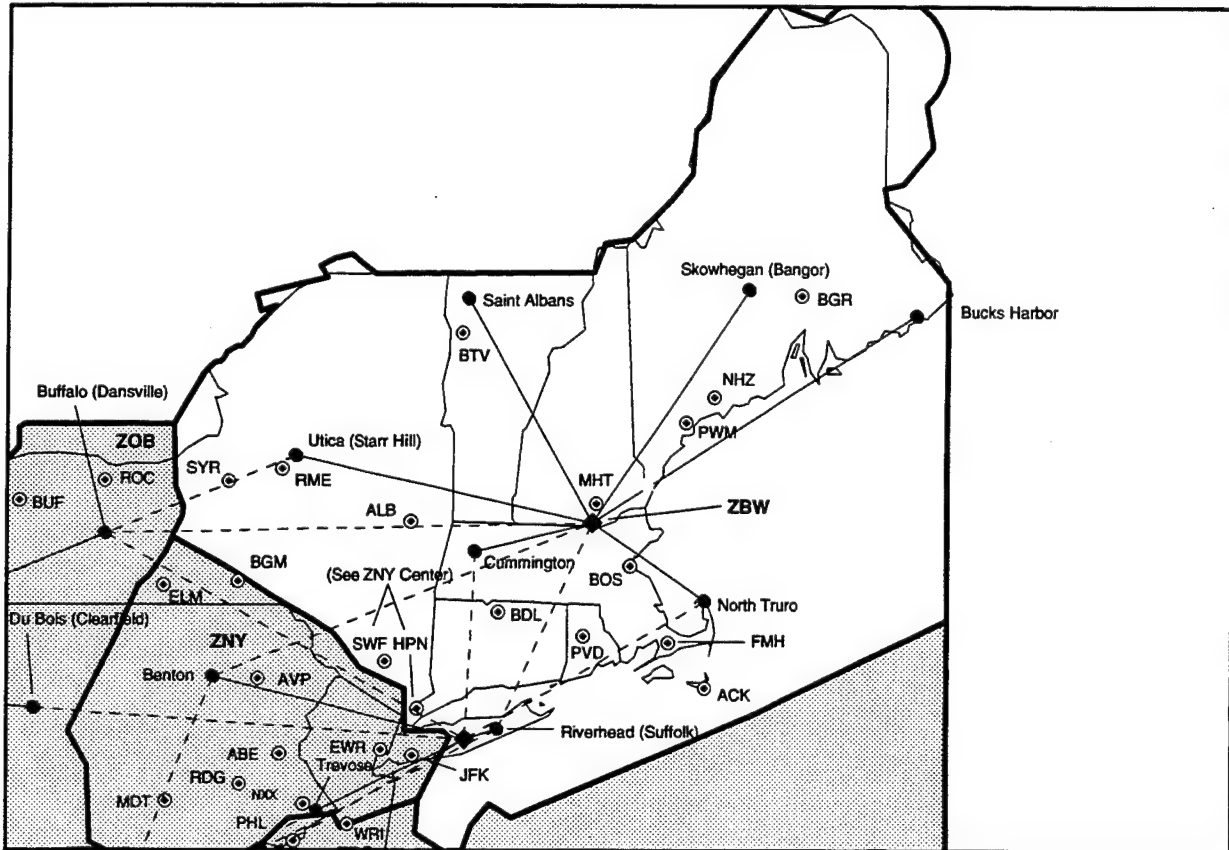 Skowhegan (Bangor)
BGR
Saint Albans
Bucks Harbor
BTV
Buffalo (Dansville)
NHZ
PWM
ZOB
Utica (Starr Hill)
ROC
SYR
RME
BUF
MHT
ALB
ZBW
Cummington
BGM
(See ZNY Center)
BOS
ELM
North Truro
Du Bois (Clearfield)
BDL
ZNY
PVD
FMH
SWF HPN
Benton
AVP
ACK
Riverhead (Suffolk)
EWR
ABE
Trevose
JFK
RDG
MDT
NXX
PHL
WRI